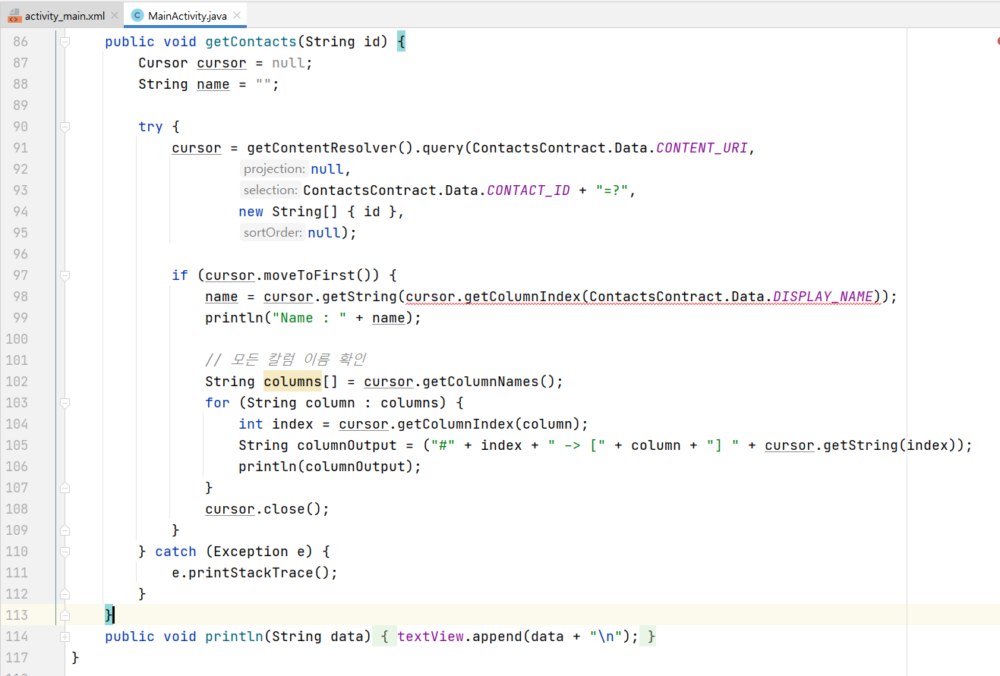 activity_main.xml MainActivity.java
86 public void getContacts(String id) {
87 Cursor cursor = null;
88 String name = "";
89
90 try {
91 cursor = getContentResolver().query(ContactsContract.Data.CONTENT_URI,
92 projection: null,
93 selection: ContactsContract.Data.CONTACT_ID + "=?",
94 new String[] { id },
95 sortOrder: null);
96
97 if (cursor.moveToFirst()) {
98 name = cursor.getString(cursor.getColumnIndex(ContactsContract.Data.DISPLAY_NAME));
99 println("Name : " + name);
100
101 // 모든 칼럼 이름 확인
102 String columns[] = cursor.getColumnNames();
103 for (String column : columns) {
104 int index = cursor.getColumnIndex(column);
105 String columnOutput = ("#" + index + " -> [" + column + "] " + cursor.getString(index));
106 println(columnOutput);
107 }
108 cursor.close();
109 }
110 } catch (Exception e) {
111 e.printStackTrace();
112 }
113 }
114 public void println(String data) { textView.append(data + "\n"); }
117 }